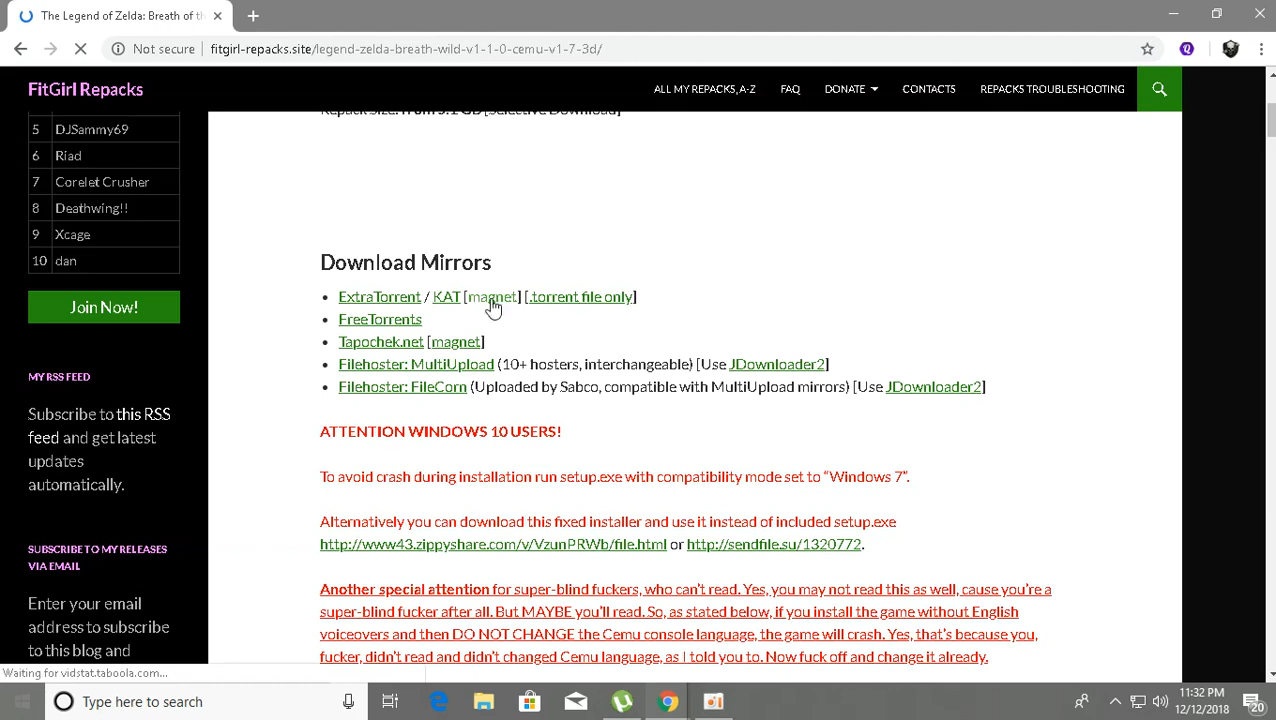 The Legend of Zelda: Breath of th
Not secure
fitgirl-repacks.site/legend-zelda-breath-wild-v1-1-0-cemu-v1-7-3d/
FitGirl Repacks
ALL MY REPACKS, A-Z
FAQ
DONATE
CONTACTS
REPACKS TROUBLESHOOTING
Repack Size: from 5.1 GB [Selective Download]
5 DJSammy69
6 Riad
7 Corelet Crusher
8 Deathwing!!
9 Xcage
10 dan
Join Now!
MY RSS FEED
Subscribe to this RSS
feed and get latest
updates
automatically.
SUBSCRIBE TO MY RELEASES
VIA EMAIL
Enter your email
address to subscribe
to this blog and
Download Mirrors
ExtraTorrent / KAT [magnet] [.torrent file only]
FreeTorrents
Tapochek.net [magnet]
Filehoster: MultiUpload (10+ hosters, interchangeable) [Use JDownloader2]
Filehoster: FileCorn (Uploaded by Sabco, compatible with MultiUpload mirrors) [Use JDownloader2]
ATTENTION WINDOWS 10 USERS!
To avoid crash during installation run setup.exe with compatibility mode set to “Windows 7”.
Alternatively you can download this fixed installer and use it instead of included setup.exe
http://www43.zippyshare.com/v/VzunPRWb/file.html or http://sendfile.su/1320772.
Another special attention for super-blind fuckers, who can’t read. Yes, you may not read this as well, cause you’re a
super-blind fucker after all. But MAYBE you’ll read. So, as stated below, if you install the game without English
voiceovers and then DO NOT CHANGE the Cemu console language, the game will crash. Yes, that’s because you,
fucker, didn’t read and didn’t changed Cemu language, as I told you to. Now fuck off and change it already.
Waiting for vidstat.taboola.com...
Type here to search
11:32 PM
12/12/2018
20